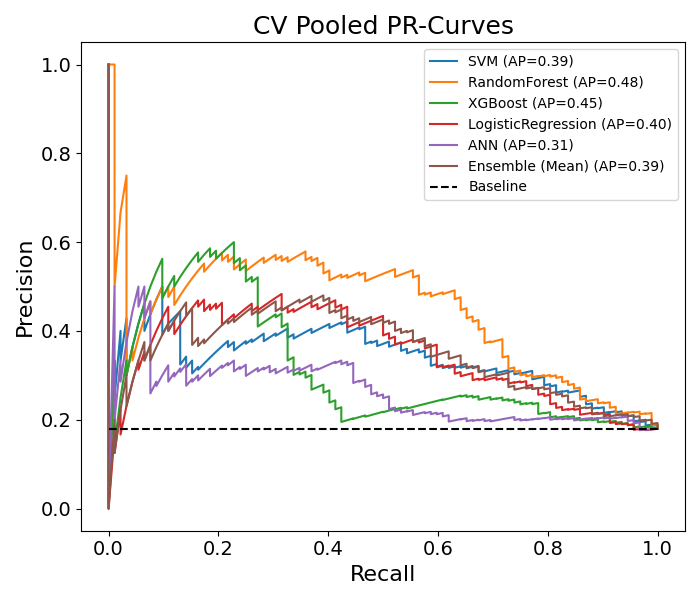 CV Pooled PR-Curves
SVM (AP=0.39)
RandomForest (AP=0.48)
XGBoost (AP=0.45)
LogisticRegression (AP=0.40)
ANN (AP=0.31)
Ensemble (Mean) (AP=0.39)
Baseline
Precision
1.0
0.8
0.6
0.4
0.2
0.0
0.0 0.2 0.4 0.6 0.8 1.0
Recall